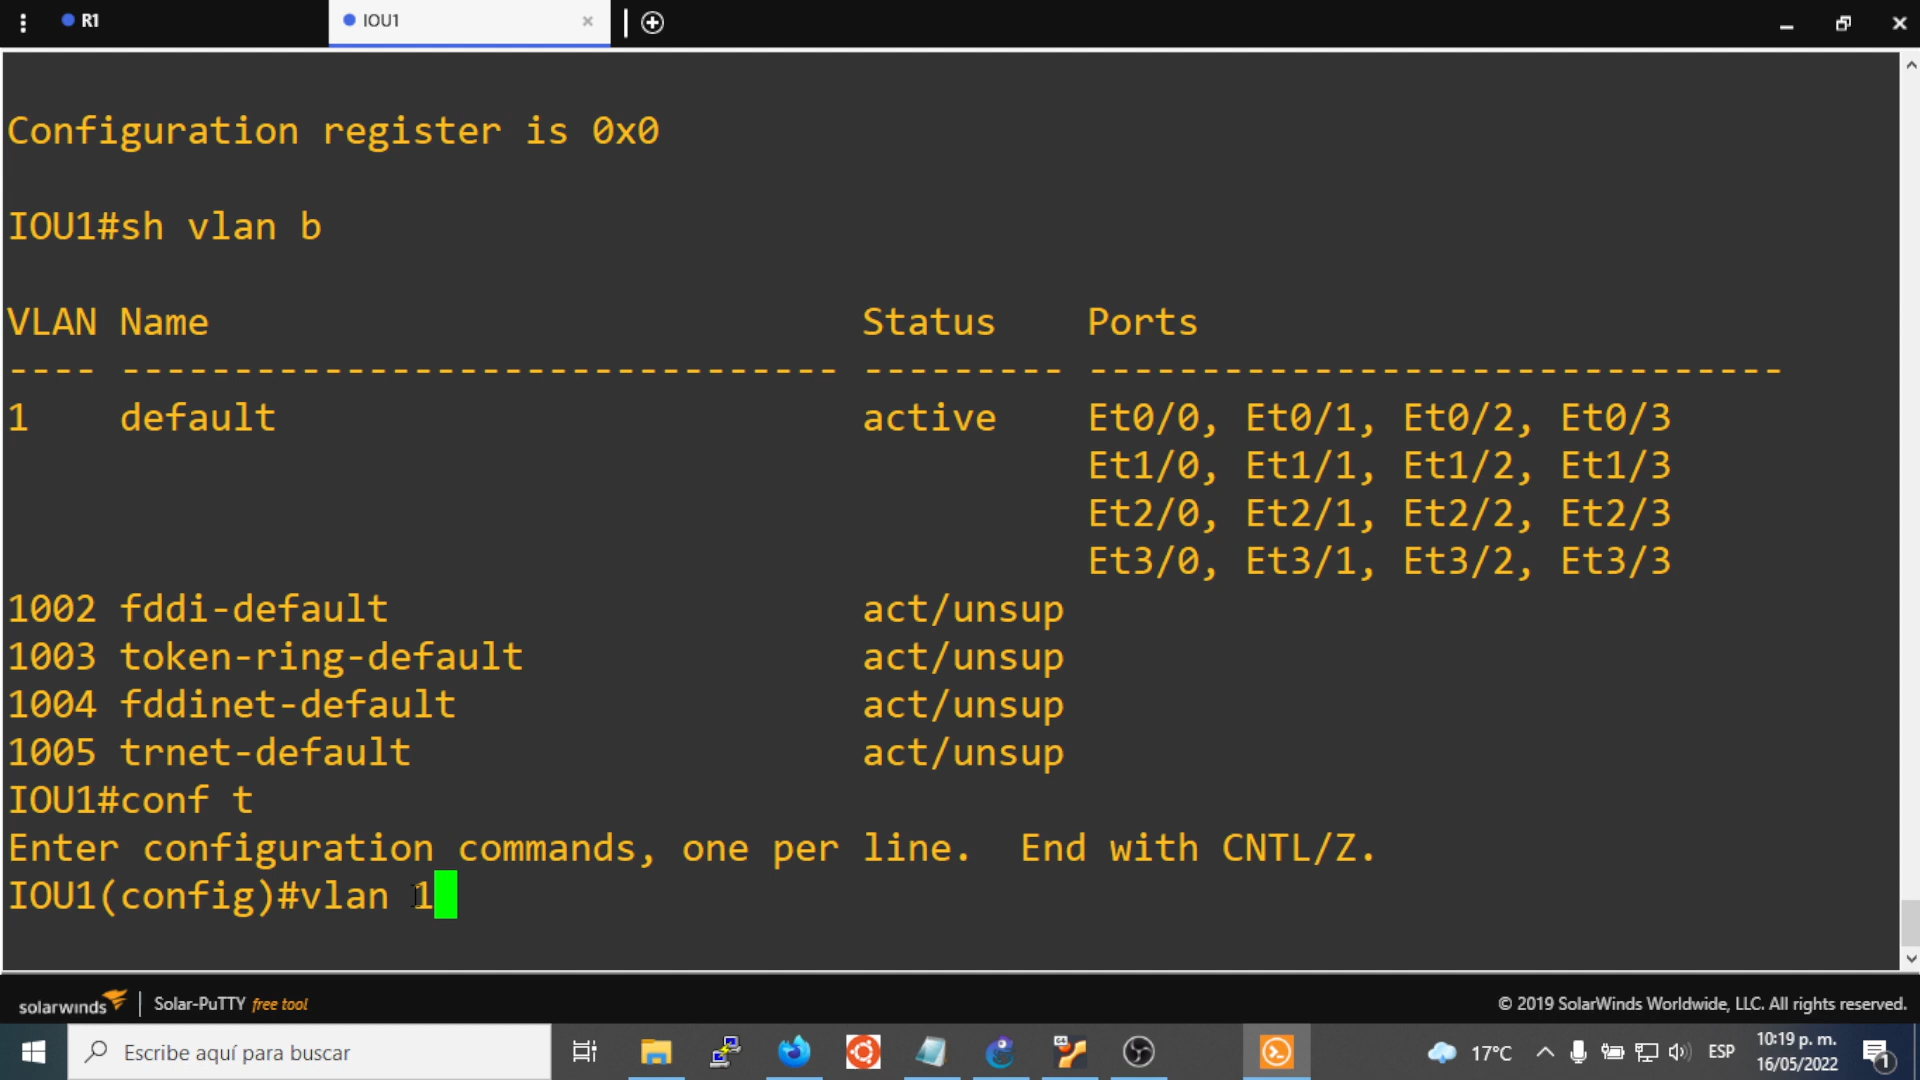 R1
IOU1
Configuration register is 0x0
IOU1#sh vlan b
VLAN Name                             Status    Ports
---- -------------------------------- --------- -------------------------------
1    default                          active    Et0/0, Et0/1, Et0/2, Et0/3
                                                Et1/0, Et1/1, Et1/2, Et1/3
                                                Et2/0, Et2/1, Et2/2, Et2/3
                                                Et3/0, Et3/1, Et3/2, Et3/3
1002 fddi-default                     act/unsup
1003 token-ring-default               act/unsup
1004 fddinet-default                  act/unsup
1005 trnet-default                    act/unsup
IOU1#conf t
Enter configuration commands, one per line.  End with CNTL/Z.
IOU1(config)#vlan 1
solarwinds | Solar-PuTTY free tool
© 2019 SolarWinds Worldwide, LLC. All rights reserved.
Escribe aquí para buscar
17°C
ESP
10:19 p. m.
16/05/2022
1